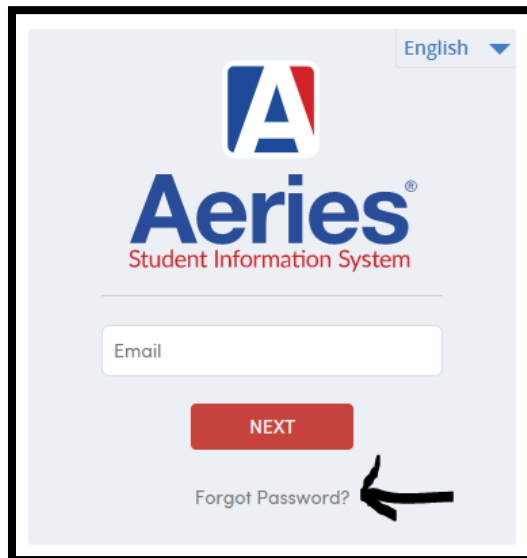 English
A
Aeries®
Student Information System
Email
NEXT
Forgot Password?